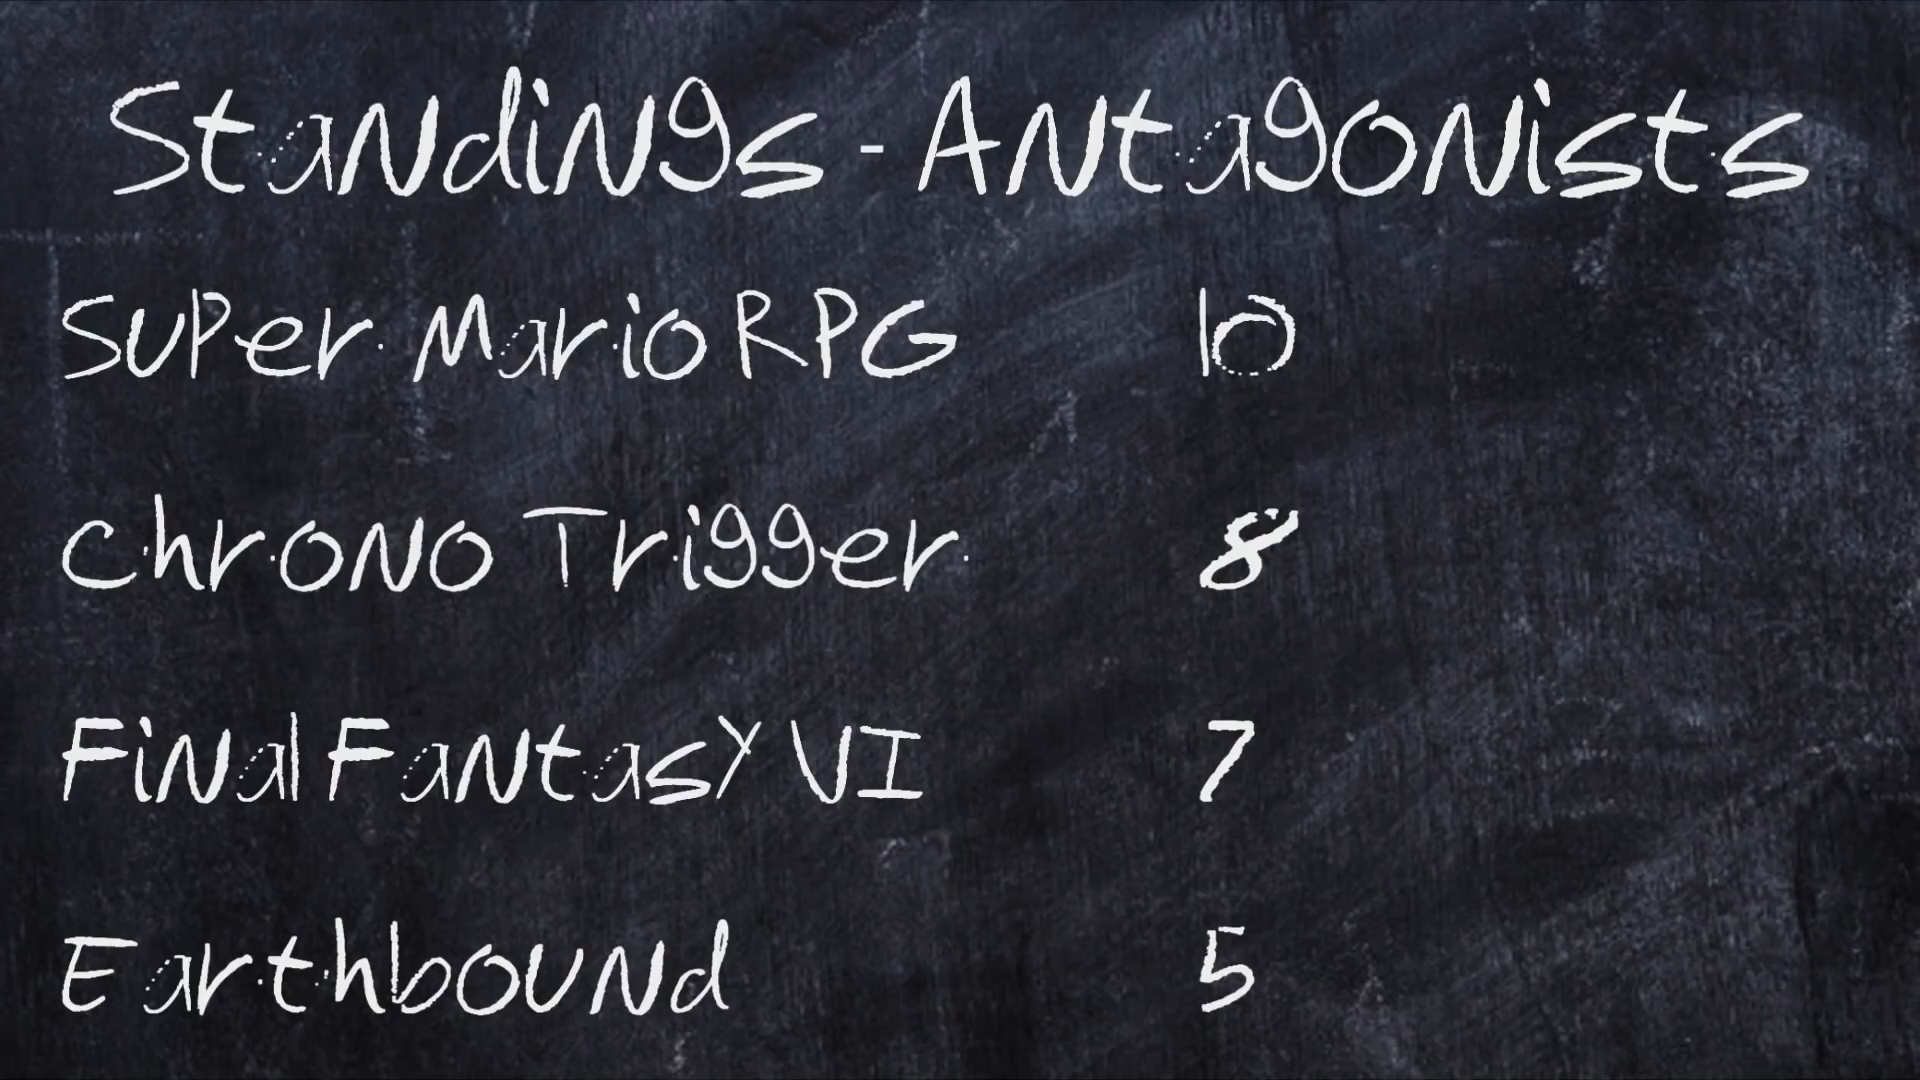 Standings - Antagonists
Super Mario RPG 10
Chrono Trigger 8
Final Fantasy VI 7
Earthbound 5